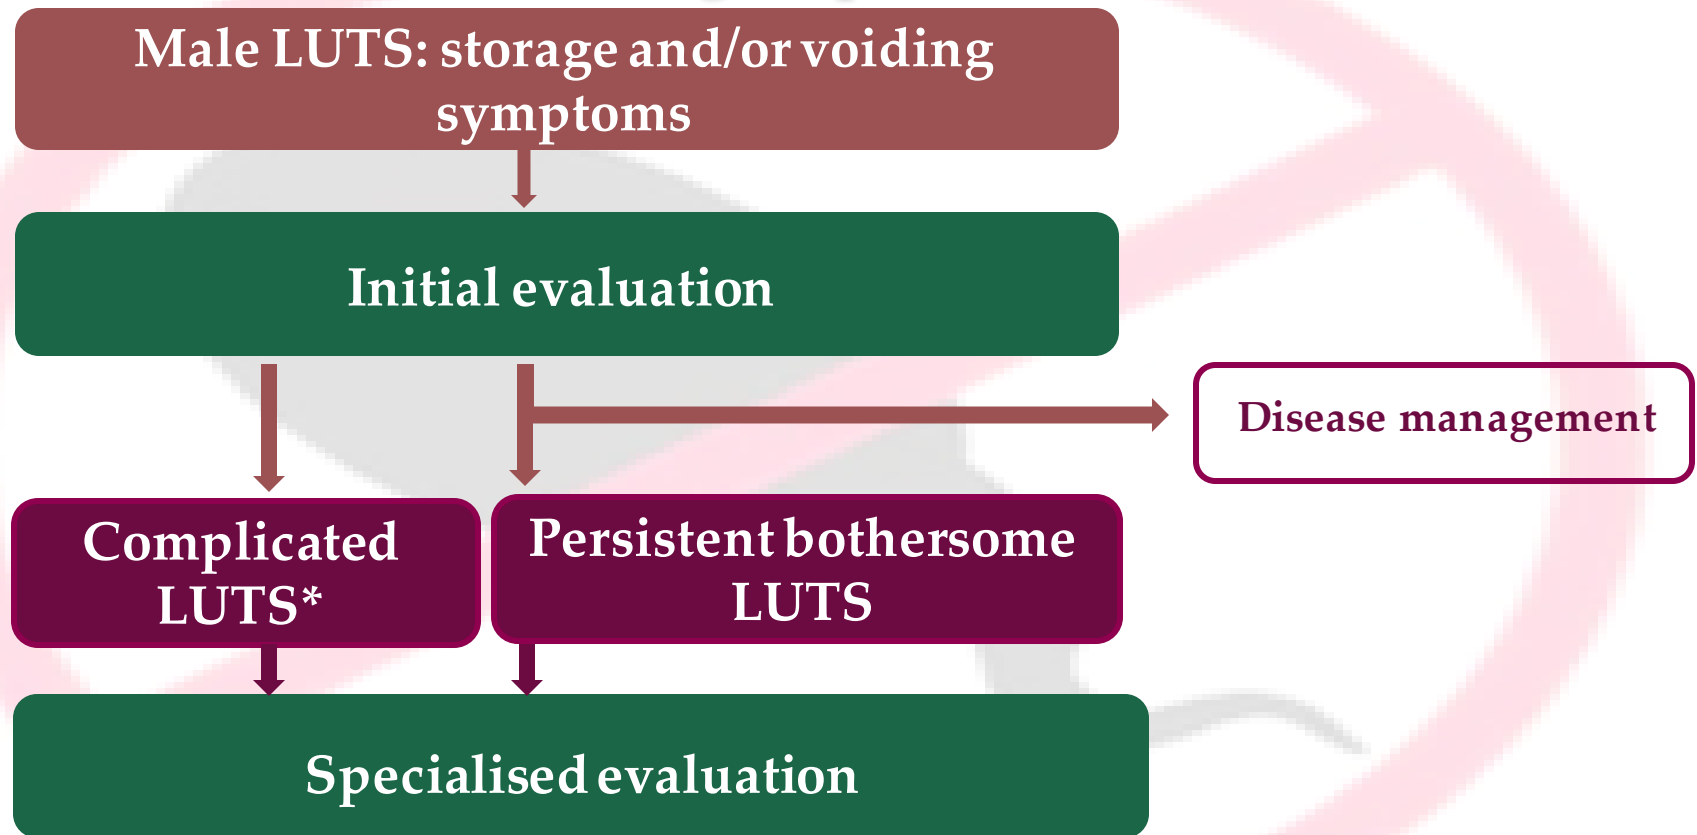 Male LUTS: storage and/or voiding
symptoms
Initial evaluation
Disease management
Complicated
LUTS*
Persistent bothersome
LUTS
Specialised evaluation